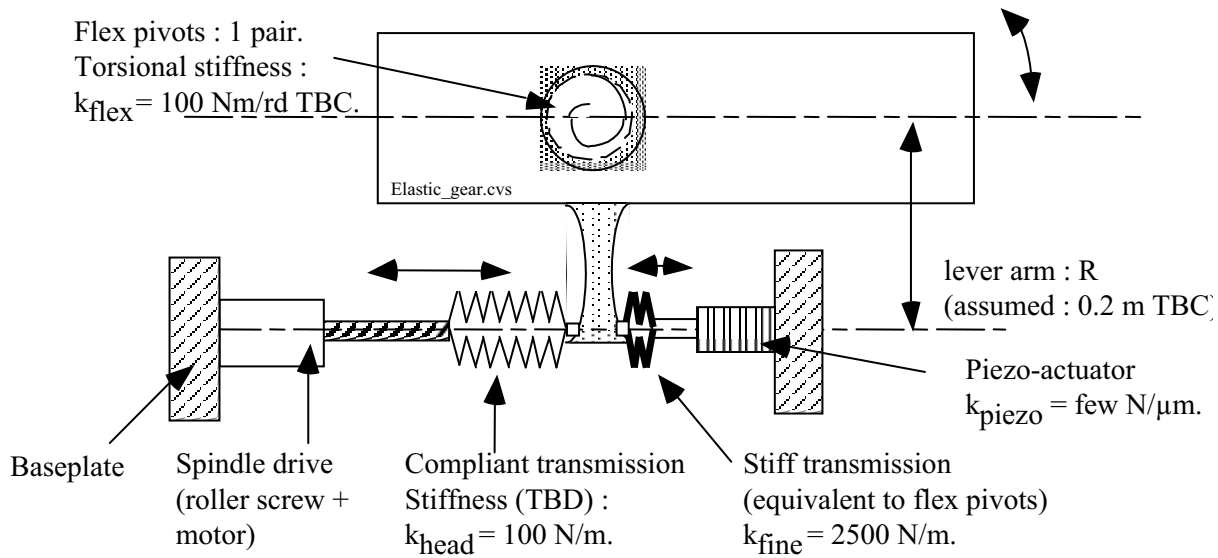 Flex pivots : 1 pair.
Torsional stiffness :
kflex = 100 Nm/rd TBC.
Elastic_gear.cvs
lever arm : R
(assumed : 0.2 m TBC)
Piezo-actuator
kpiezo = few N/µm.
Baseplate
Spindle drive
(roller screw +
motor)
Compliant transmission
Stiffness (TBD) :
khead = 100 N/m.
Stiff transmission
(equivalent to flex pivots)
kfine = 2500 N/m.